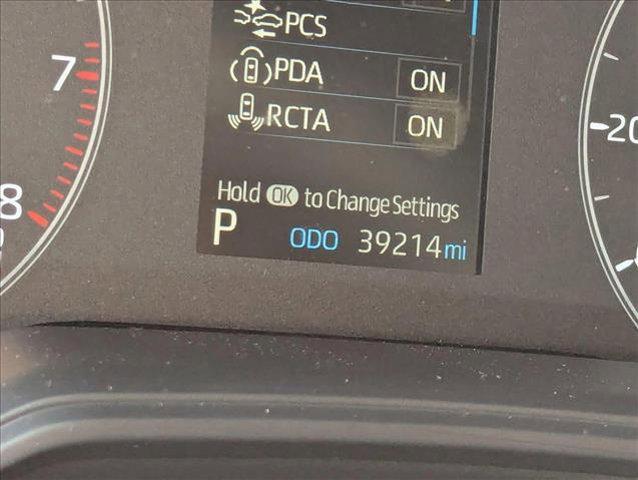 PCS
PDA ON
RCTA ON
Hold OK to Change Settings
P ODO 39214 mi
7
8
20